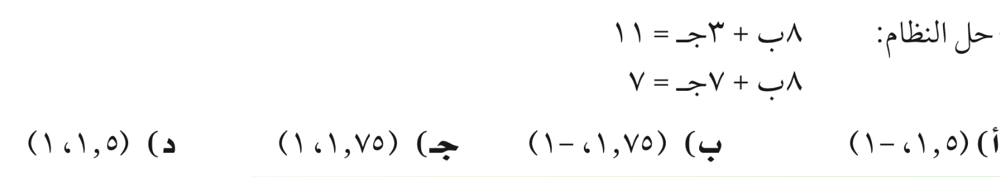 حل النظام: ٨ب + ٣جـ = ١١
٨ب + ٧جـ = ٧
أ) (١,٥، -١) ب) (١,٧٥، -١) جـ) (١,٧٥، ١) د) (١,٥، ١)